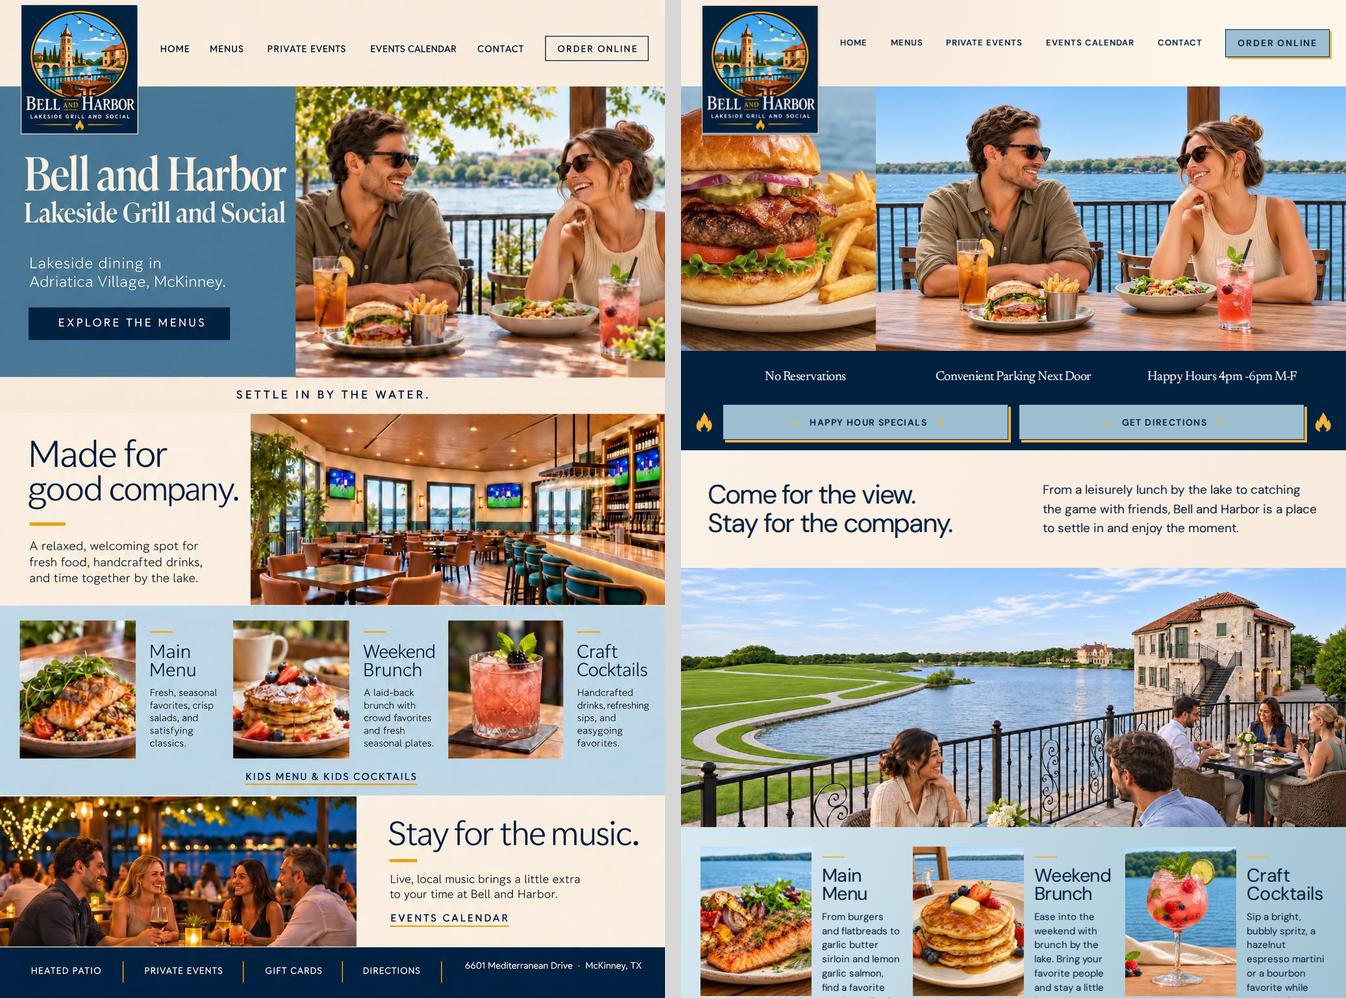 BELL AND HARBOR
LAKESIDE GRILL AND SOCIAL
HOME
MENUS
PRIVATE EVENTS
EVENTS CALENDAR
CONTACT
ORDER ONLINE
Bell and Harbor
Lakeside Grill and Social
Lakeside dining in
Adriatica Village, McKinney.
EXPLORE THE MENUS
SETTLE IN BY THE WATER.
Made for
good company.
A relaxed, welcoming spot for
fresh food, handcrafted drinks,
and time together by the lake.
Main
Menu
Fresh, seasonal
favorites, crisp
salads, and
satisfying
classics.
Weekend
Brunch
A laid-back
brunch with
crowd favorites
and fresh
seasonal plates.
Craft
Cocktails
Handcrafted
drinks, refreshing
sips, and
easygoing
favorites.
KIDS MENU & KIDS COCKTAILS
Stay for the music.
Live, local music brings a little extra
to your time at Bell and Harbor.
EVENTS CALENDAR
HEATED PATIO
PRIVATE EVENTS
GIFT CARDS
DIRECTIONS
6601 Mediterranean Drive · McKinney, TX
BELL AND HARBOR
LAKESIDE GRILL AND SOCIAL
HOME
MENUS
PRIVATE EVENTS
EVENTS CALENDAR
CONTACT
ORDER ONLINE
No Reservations
Convenient Parking Next Door
Happy Hours 4pm -6pm M-F
HAPPY HOUR SPECIALS
GET DIRECTIONS
Come for the view.
Stay for the company.
From a leisurely lunch by the lake to catching
the game with friends, Bell and Harbor is a place
to settle in and enjoy the moment.
Main
Menu
From burgers
and flatbreads to
garlic butter
sirloin and lemon
garlic salmon,
find a favorite
Weekend
Brunch
Ease into the
weekend with
brunch by the
lake. Bring your
favorite people
and stay a little
Craft
Cocktails
Sip a bright,
bubbly spritz, a
hazelnut
espresso martini
or a bourbon
favorite while